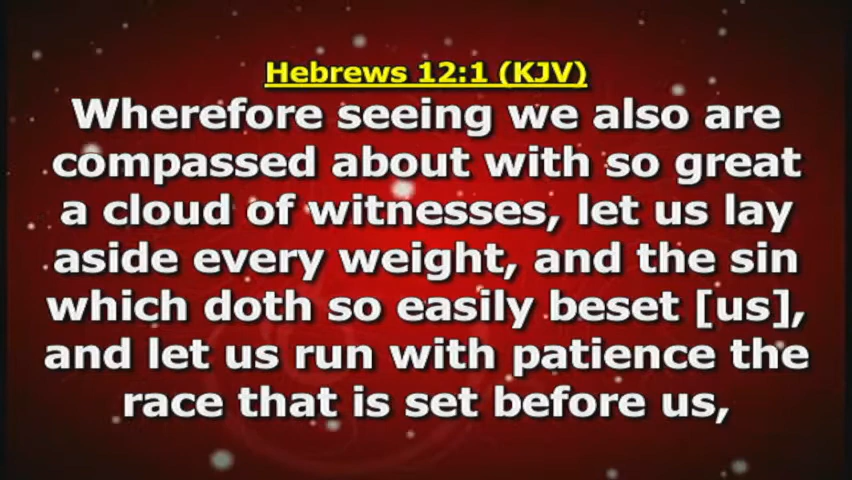 Hebrews 12:1 (KJV)
Wherefore seeing we also are
compassed about with so great
a cloud of witnesses, let us lay
aside every weight, and the sin
which doth so easily beset [us],
and let us run with patience the
race that is set before us,